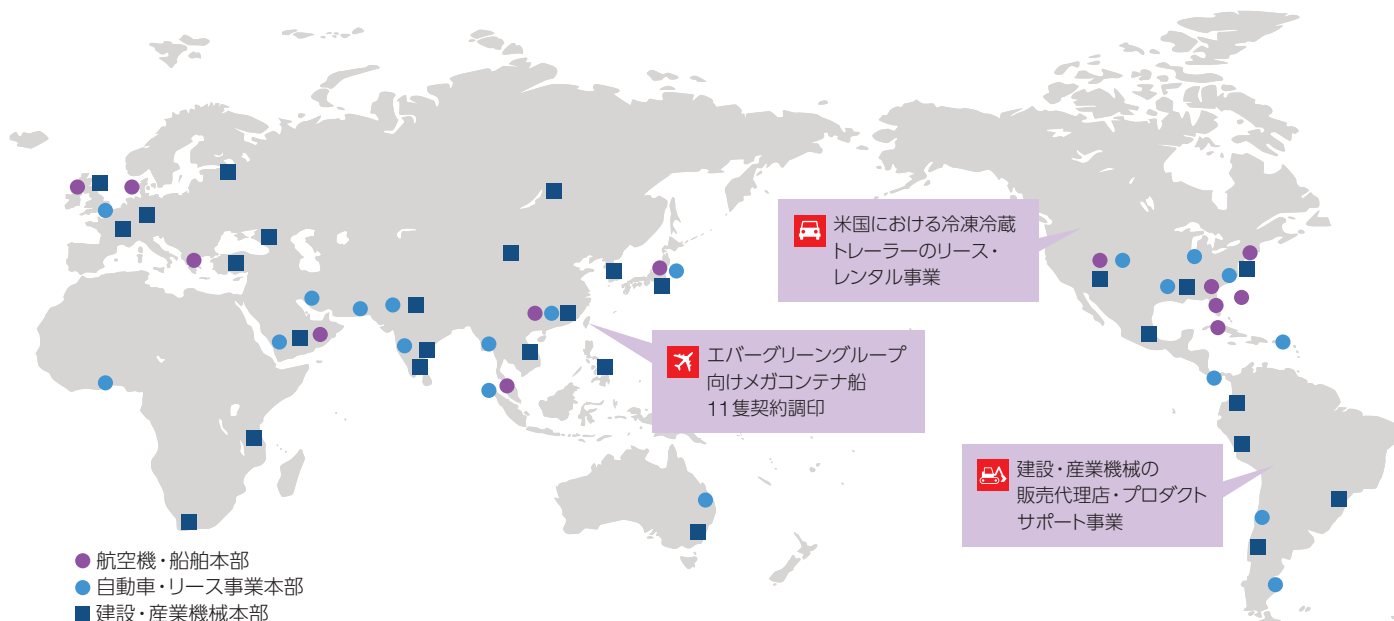 米国における冷凍冷蔵
トレーラーのリース・
レンタル事業
エバーグリーングループ
向けメガコンテナ船
11隻契約調印
建設・産業機械の
販売代理店・プロダクト
サポート事業
航空機・船舶本部
自動車・リース事業本部
建設・産業機械本部